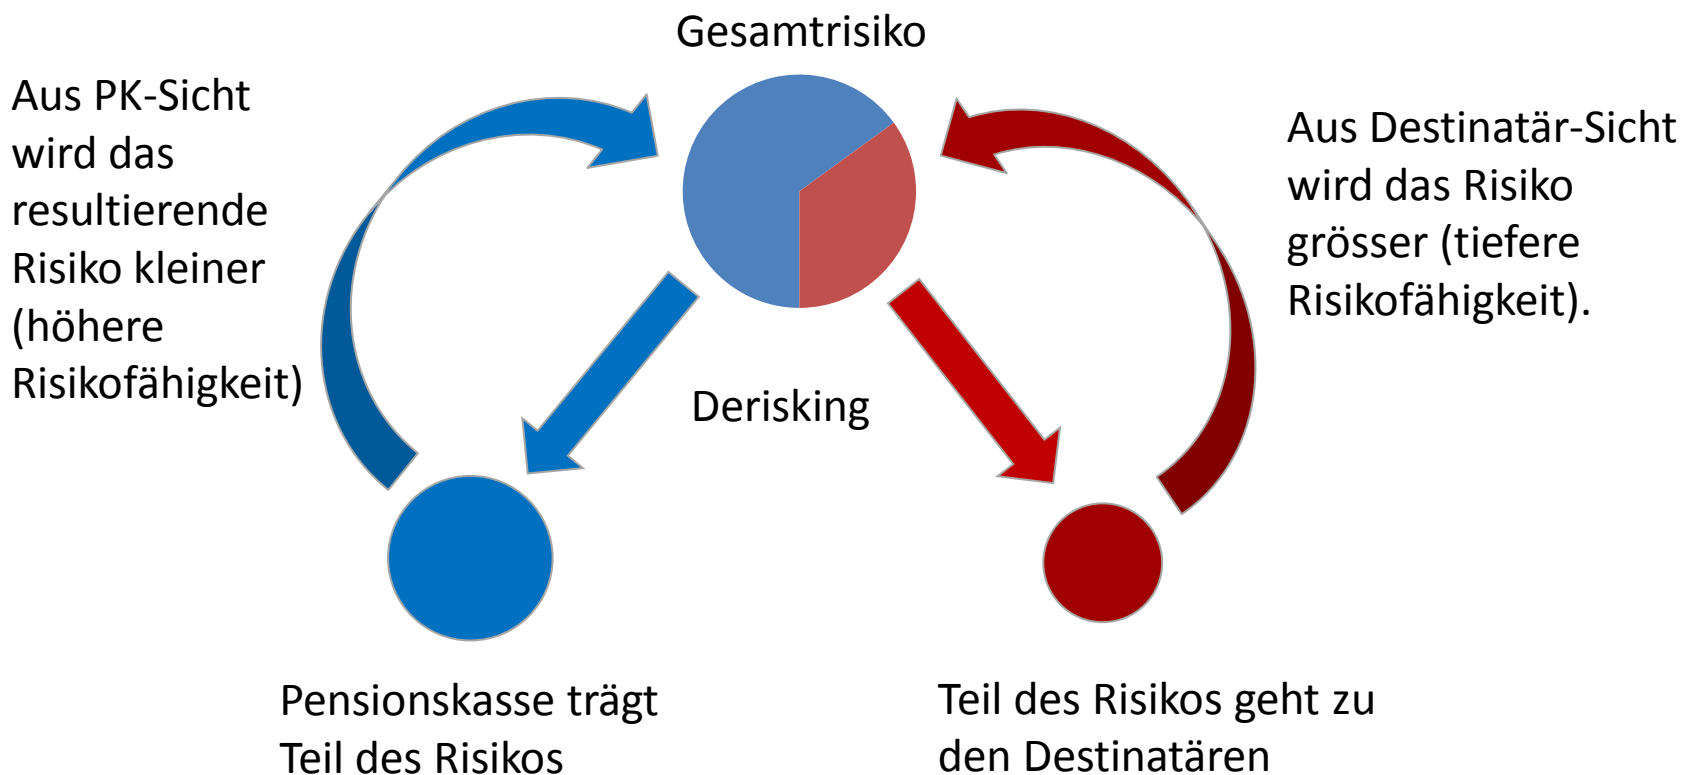 Gesamtrisiko
Aus PK-Sicht
wird das
resultierende
Risiko kleiner
(höhere
Risikofähigkeit)
Aus Destinatär-Sicht
wird das Risiko
grösser (tiefere
Risikofähigkeit).
Derisking
Pensionskasse trägt
Teil des Risikos
Teil des Risikos geht zu
den Destinatären